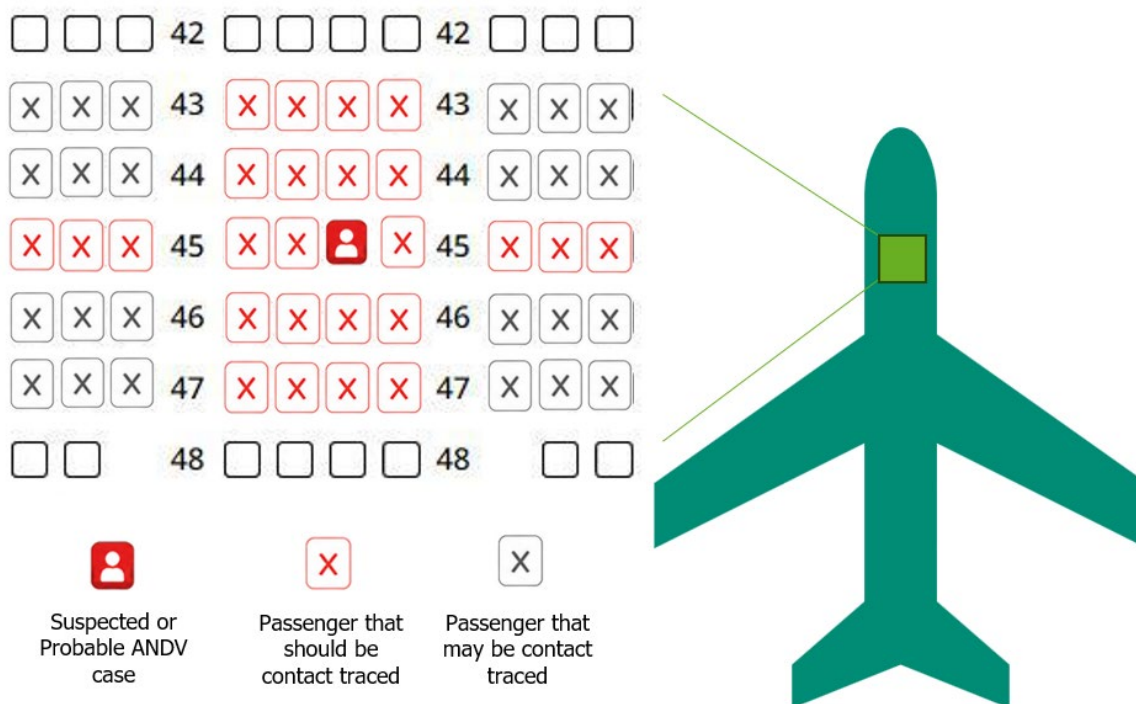 42 42
X X X 43 X X X X 43 X X X
X X X 44 X X X X 44 X X X
X X X 45 X X X 45 X X X
X X X 46 X X X X 46 X X X
X X X 47 X X X X 47 X X X
48 48
X X
Suspected or
Probable ANDV
case
Passenger that
should be
contact traced
Passenger that
may be contact
traced